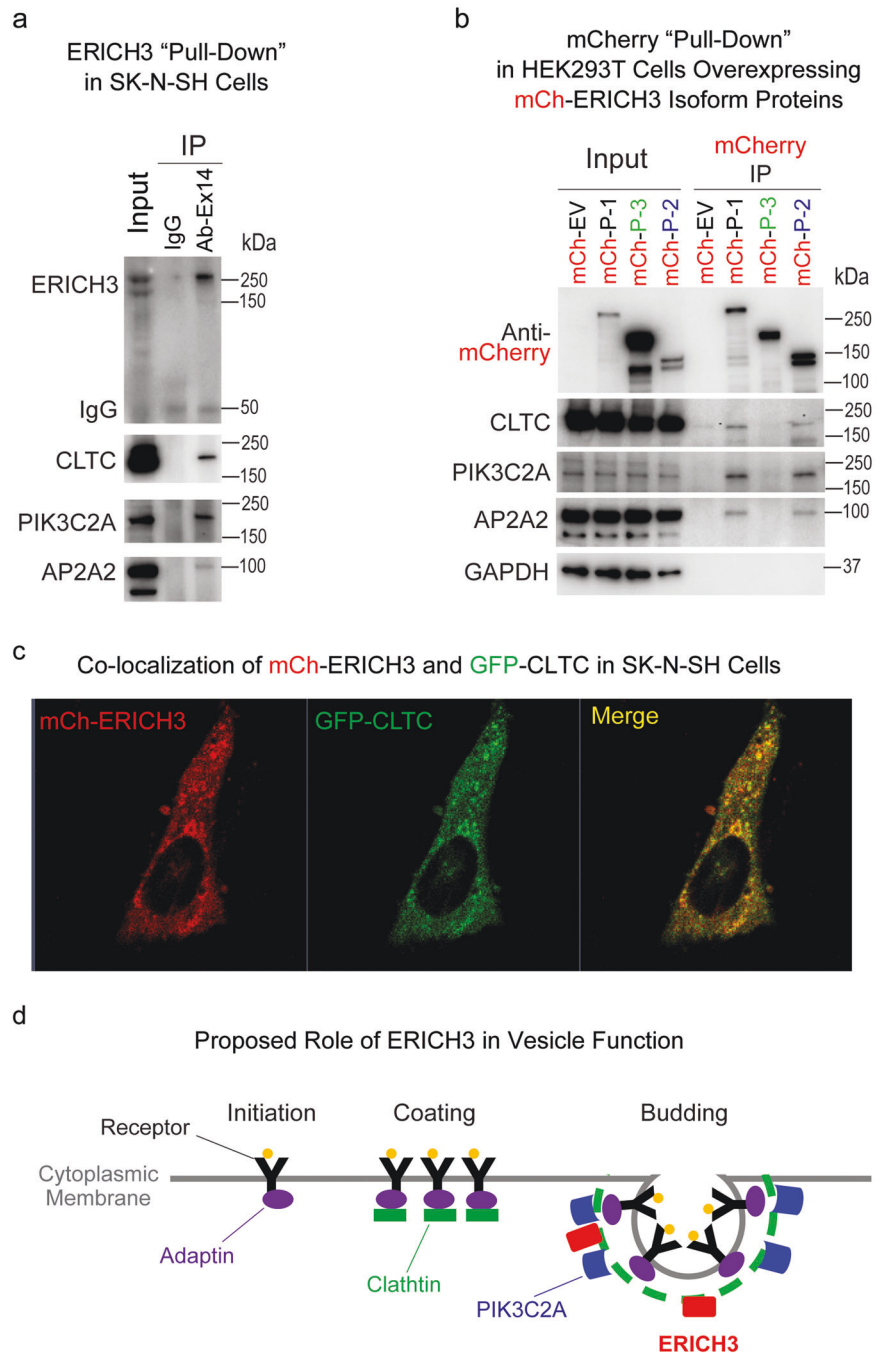 a
ERICH3 “Pull-Down”
in SK-N-SH Cells
IP
Input
IgG
Ab-Ex14
kDa
ERICH3
250
150
IgG
50
CLTC
250
150
PIK3C2A
250
150
AP2A2
100
b
mCherry “Pull-Down”
in HEK293T Cells Overexpressing
mCh-ERICH3 Isoform Proteins
Input
mCherry
IP
mCh-EV
mCh-P-1
mCh-P-3
mCh-P-2
mCh-EV
mCh-P-1
mCh-P-3
mCh-P-2
kDa
Anti-
mCherry
250
150
100
CLTC
250
150
PIK3C2A
250
150
AP2A2
100
GAPDH
37
c
Co-localization of mCh-ERICH3 and GFP-CLTC in SK-N-SH Cells
mCh-ERICH3
GFP-CLTC
Merge
d
Proposed Role of ERICH3 in Vesicle Function
Initiation
Coating
Budding
Receptor
Cytoplasmic
Membrane
Adaptin
Clathtin
PIK3C2A
ERICH3